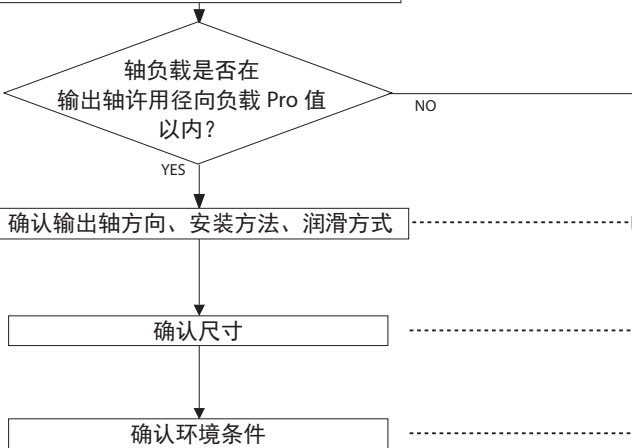 轴负载是否在
输出轴许用径向负载 Pro 值
以内?
NO
YES
确认输出轴方向、安装方法、润滑方式
确认尺寸
确认环境条件